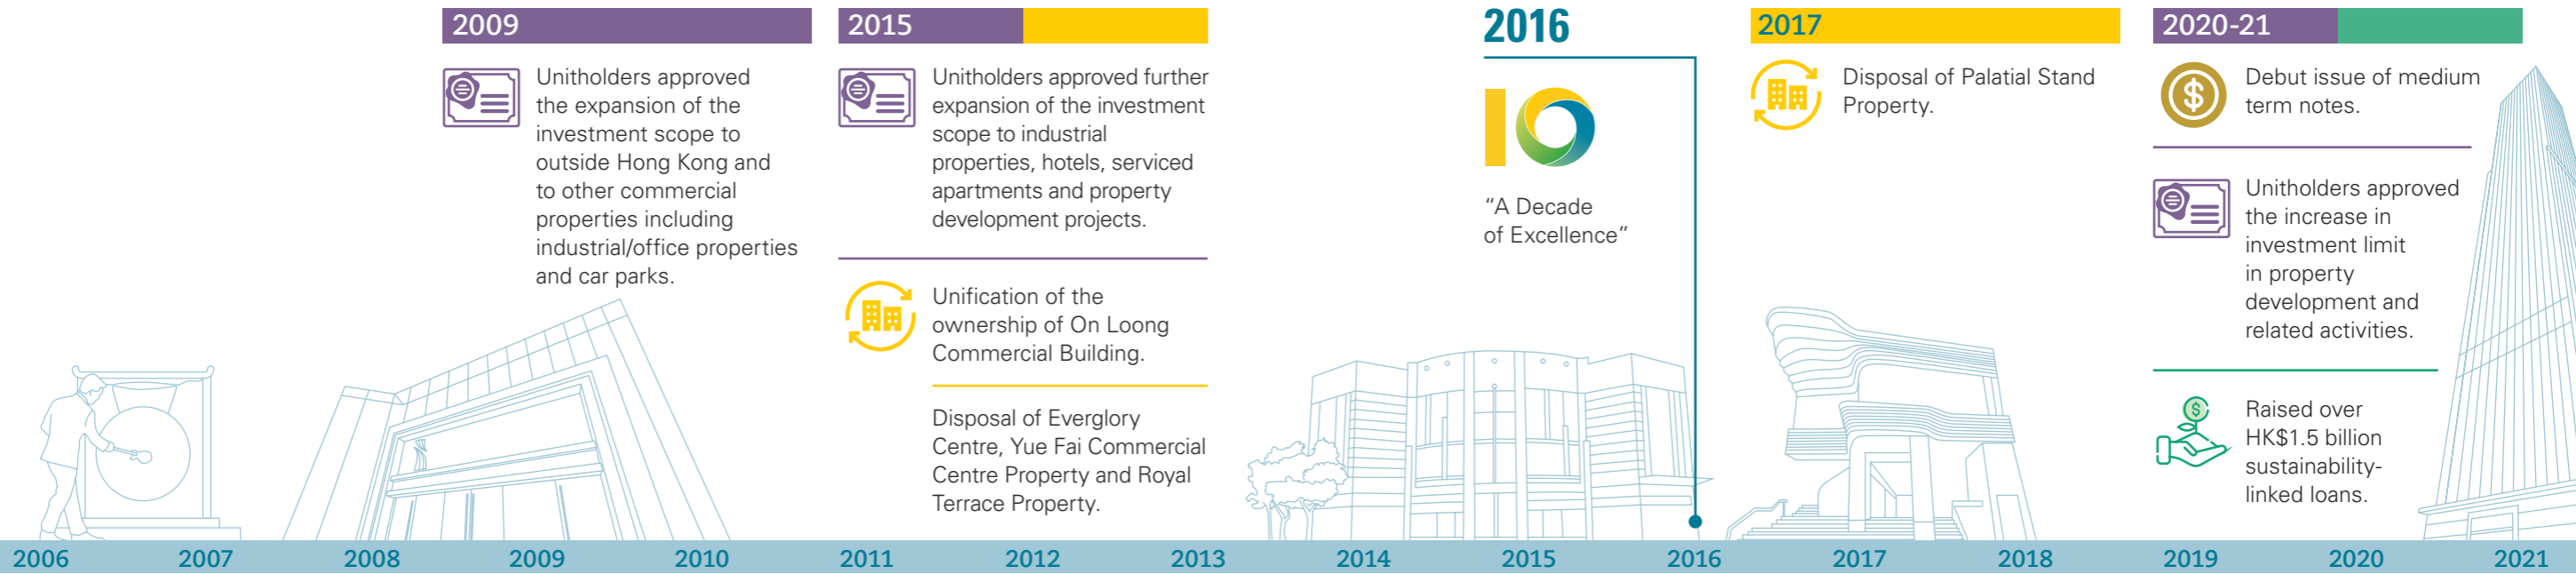 2009
Unitholders approved
the expansion of the
investment scope to
outside Hong Kong and
to other commercial
properties including
industrial/office properties
and car parks.
2015
Unitholders approved further
expansion of the investment
scope to industrial
properties, hotels, serviced
apartments and property
development projects.
Unification of the
ownership of On Loong
Commercial Building.
Disposal of Everglory
Centre, Yue Fai Commercial
Centre Property and Royal
Terrace Property.
2016
10
“A Decade
of Excellence”
2017
Disposal of Palatial Stand
Property.
2020-21
$
Debut issue of medium
term notes.
Unitholders approved
the increase in
investment limit
in property
development and
related activities.
$
Raised over
HK$1.5 billion
sustainability-
linked loans.
2006 2007 2008 2009 2010 2011 2012 2013 2014 2015 2016 2017 2018 2019 2020 2021